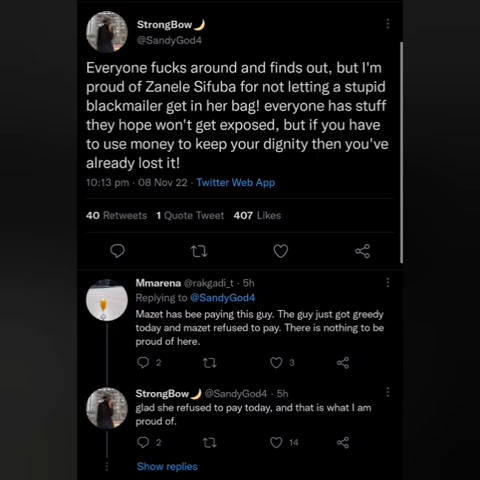 StrongBow🌙
@SandyGod4
Everyone fucks around and finds out, but I'm
proud of Zanele Sifuba for not letting a stupid
blackmailer get in her bag! everyone has stuff
they hope won't get exposed, but if you have
to use money to keep your dignity then you've
already lost it!
10:13 pm · 08 Nov 22 · Twitter Web App
40 Retweets 1 Quote Tweet 407 Likes
Mmarena @rakgadi_t · 5h
Replying to @SandyGod4
Mazet has bee paying this guy. The guy just got greedy
today and mazet refused to pay. There is nothing to be
proud of here.
2 3
StrongBow🌙 @SandyGod4 · 5h
glad she refused to pay today, and that is what I am
proud of.
2 14
Show replies